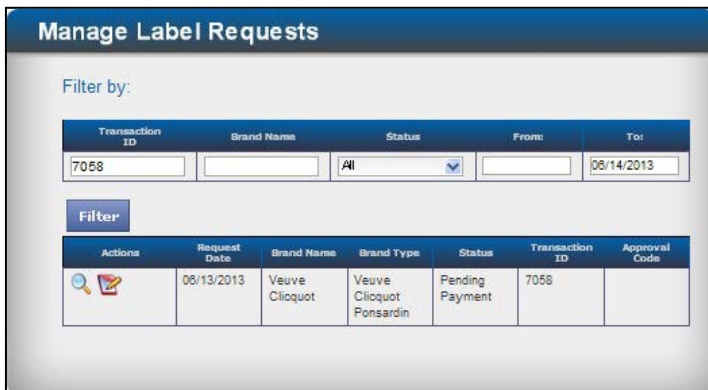 Manage Label Requests
Filter by:
Transaction ID Brand Name Status From: To:
7058 All 06/14/2013
Filter
Actions Request Date Brand Name Brand Type Status Transaction ID Approval Code
06/13/2013 Veuve Clicquot Veuve Clicquot Ponsardin Pending Payment 7058